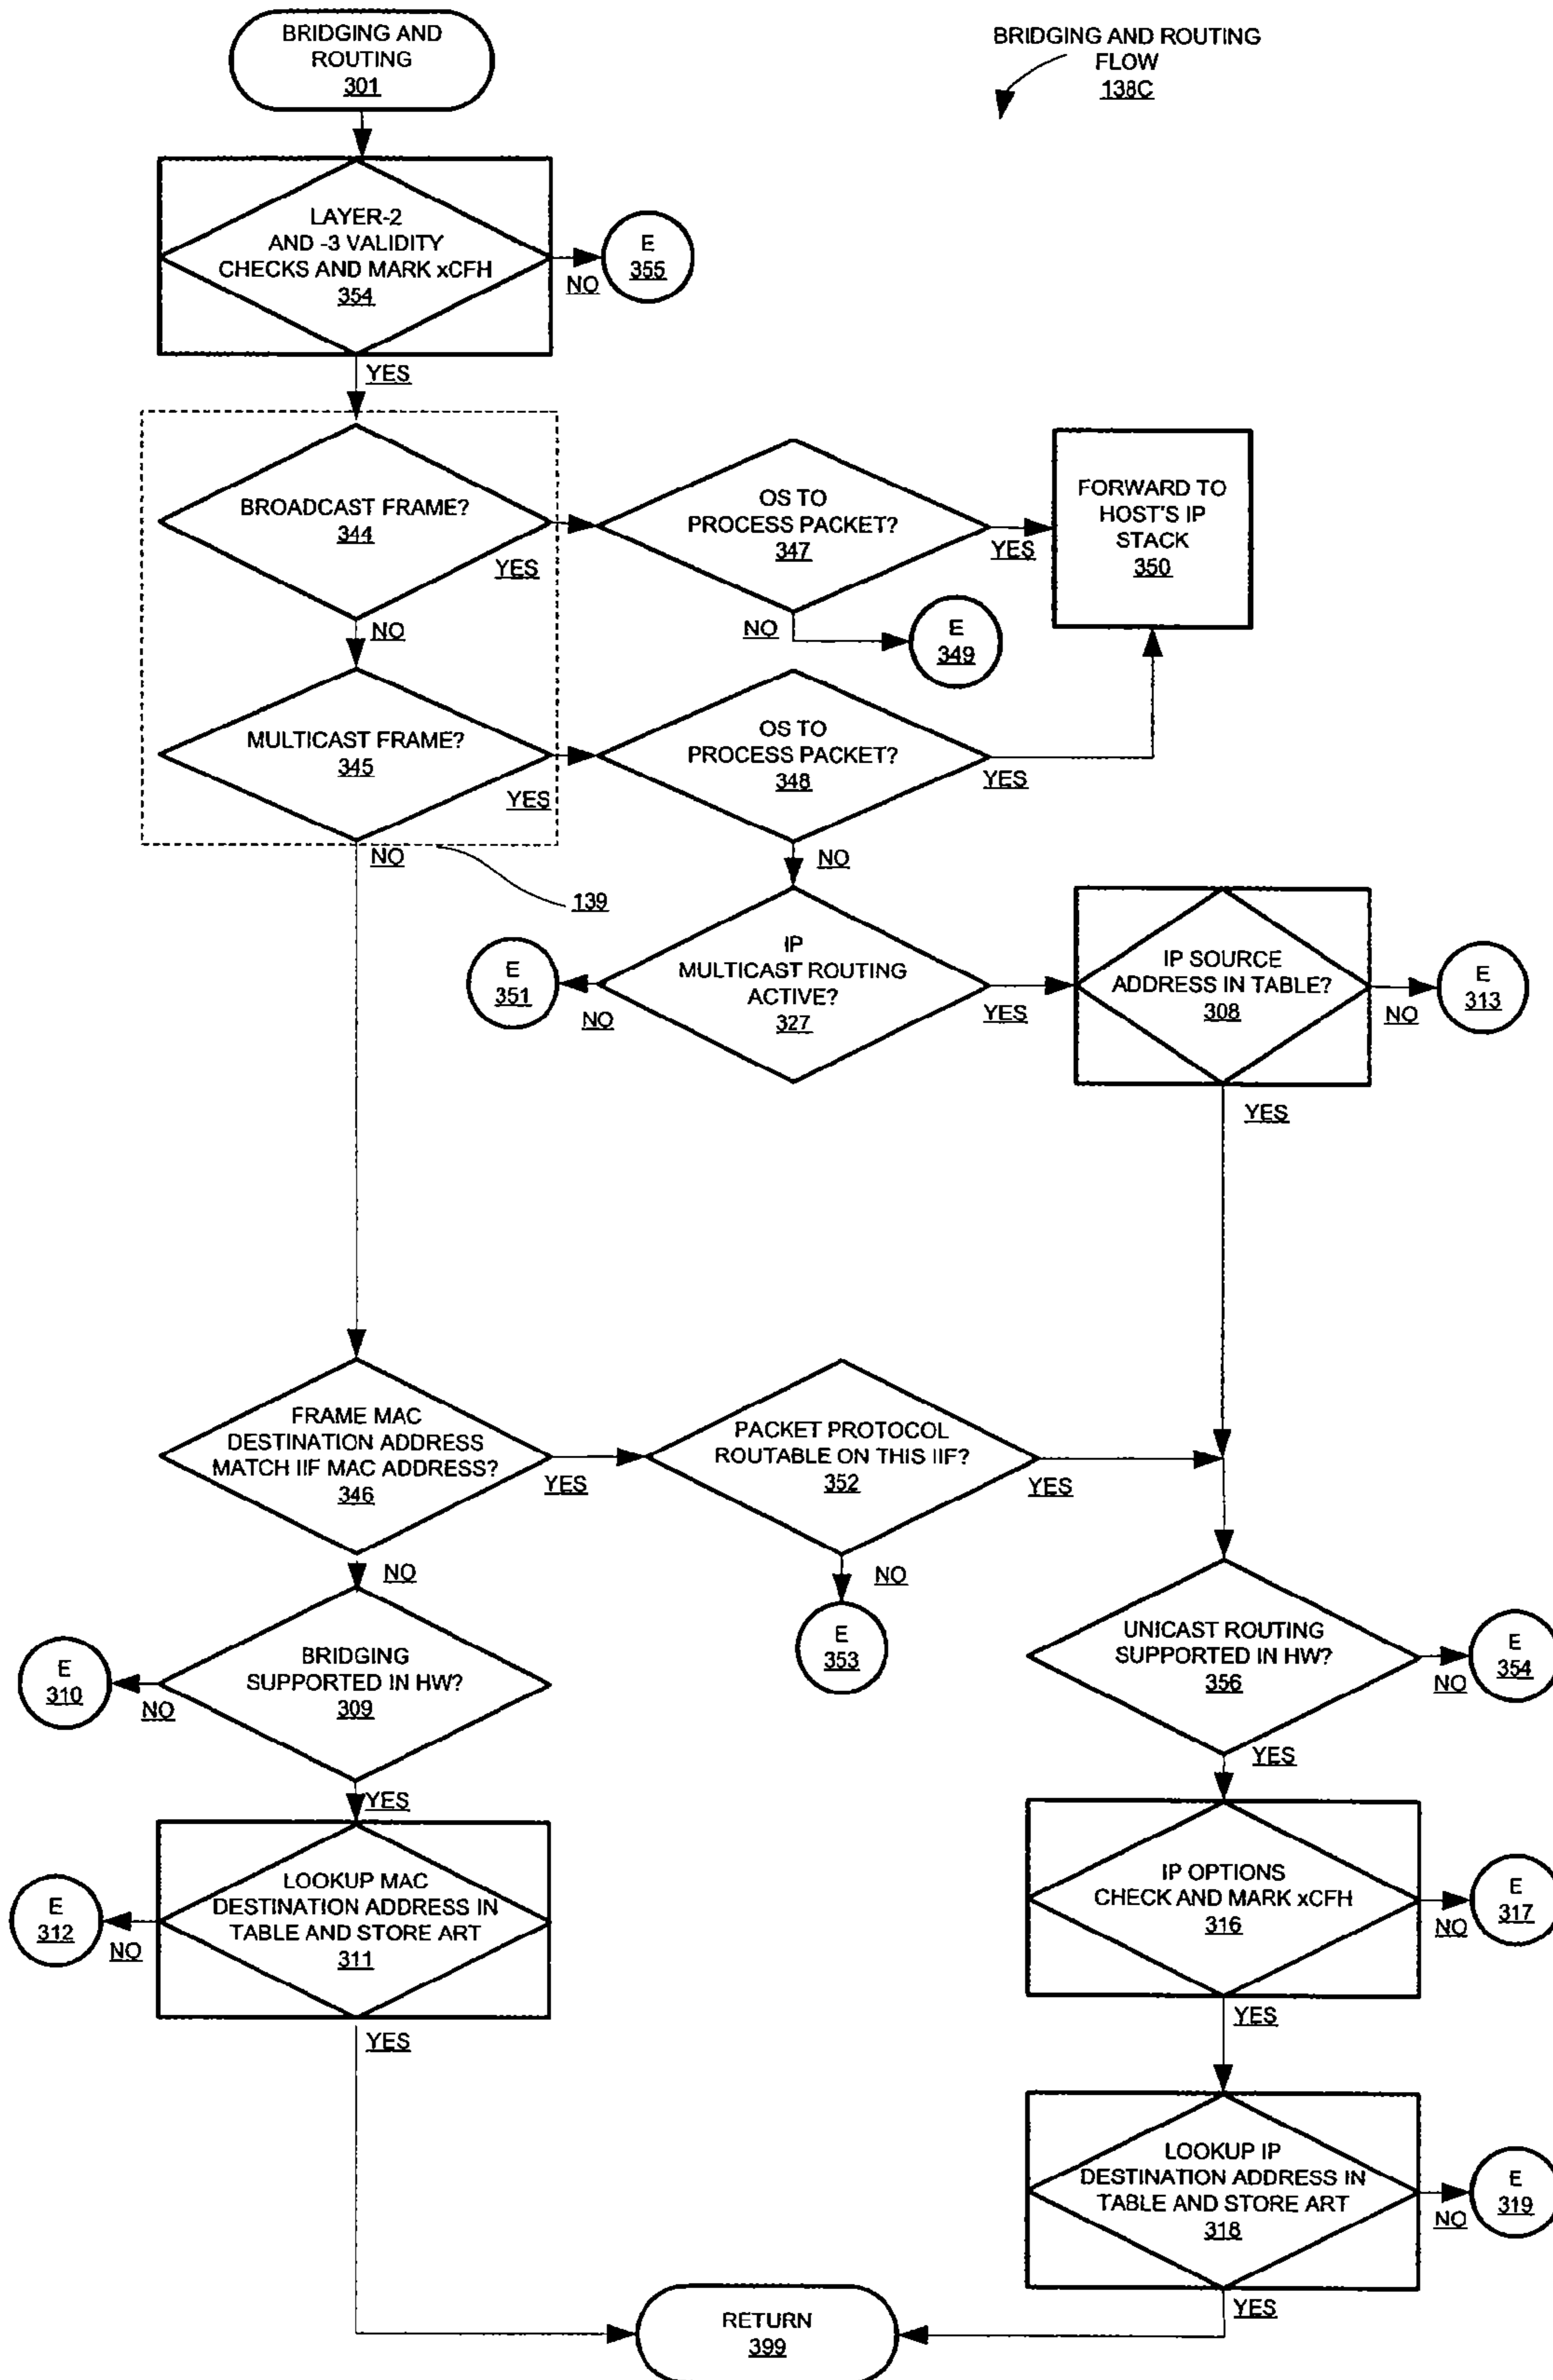 BRIDGING AND
ROUTING
301
BRIDGING AND ROUTING
FLOW
138C
LAYER-2
AND -3 VALIDITY
CHECKS AND MARK xCFH
354
NO
E
355
YES
BROADCAST FRAME?
344
YES
OS TO
PROCESS PACKET?
347
YES
FORWARD TO
HOST'S IP
STACK
350
NO
NO
E
349
MULTICAST FRAME?
345
YES
OS TO
PROCESS PACKET?
348
YES
NO
NO
139
E
351
NO
IP
MULTICAST ROUTING
ACTIVE?
327
YES
IP SOURCE
ADDRESS IN TABLE?
308
NO
E
313
YES
FRAME MAC
DESTINATION ADDRESS
MATCH IIF MAC ADDRESS?
346
YES
PACKET PROTOCOL
ROUTABLE ON THIS IIF?
352
YES
NO
NO
E
353
E
310
NO
BRIDGING
SUPPORTED IN HW?
309
UNICAST ROUTING
SUPPORTED IN HW?
356
NO
E
354
YES
YES
E
312
NO
LOOKUP MAC
DESTINATION ADDRESS IN
TABLE AND STORE ART
311
IP OPTIONS
CHECK AND MARK xCFH
316
NO
E
317
YES
YES
LOOKUP IP
DESTINATION ADDRESS IN
TABLE AND STORE ART
318
NO
E
319
YES
RETURN
399